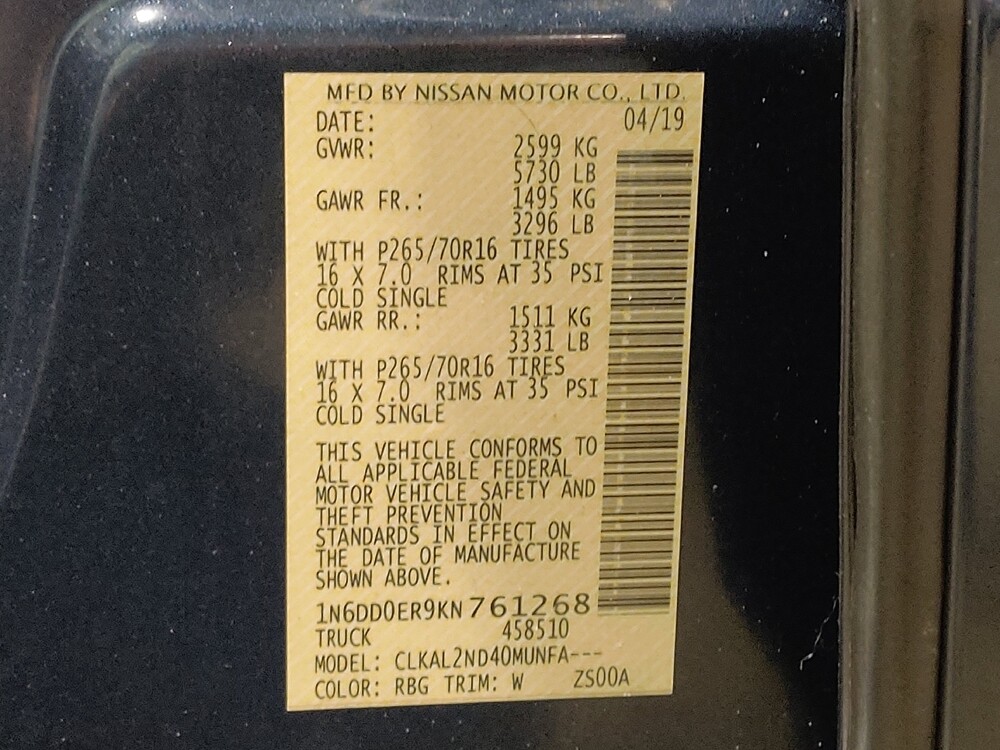 MFD BY NISSAN MOTOR CO., LTD.
DATE: 04/19
GVWR: 2599 KG
5730 LB
GAWR FR.: 1495 KG
3296 LB
WITH P265/70R16 TIRES
16 X 7.0 RIMS AT 35 PSI
COLD SINGLE
GAWR RR.: 1511 KG
3331 LB
WITH P265/70R16 TIRES
16 X 7.0 RIMS AT 35 PSI
COLD SINGLE
THIS VEHICLE CONFORMS TO
ALL APPLICABLE FEDERAL
MOTOR VEHICLE SAFETY AND
THEFT PREVENTION
STANDARDS IN EFFECT ON
THE DATE OF MANUFACTURE
SHOWN ABOVE.
1N6DD0ER9KN761268
TRUCK 458510
MODEL: CLKAL2ND40MUNFA---
COLOR: RBG TRIM: W ZS00A